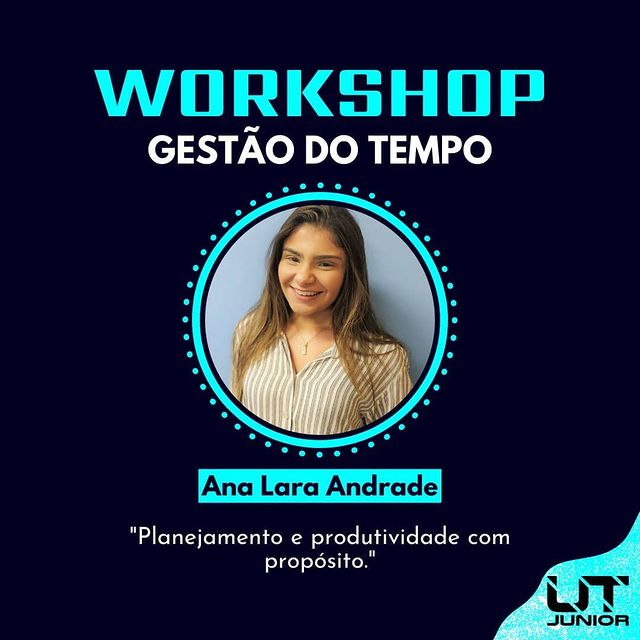 WORKSHOP
GESTÃO DO TEMPO
Ana Lara Andrade
"Planejamento e produtividade com
propósito."
UT
JUNIOR